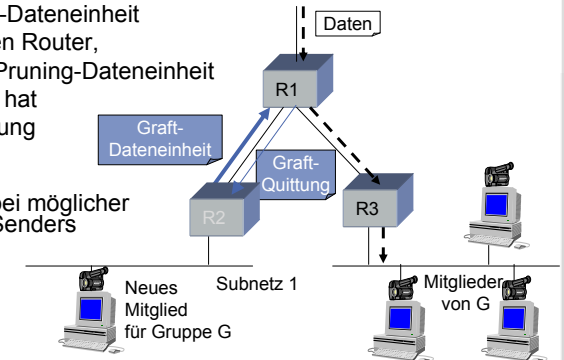 -Dateneinheit
en Router,
Pruning-Dateneinheit
hat
ung
bei möglicher
Senders
Daten
R1
Graft-
Dateneinheit
Graft-
Quittung
R2
R3
Neues
Mitglied
für Gruppe G
Subnetz 1
Mitglieder
von G